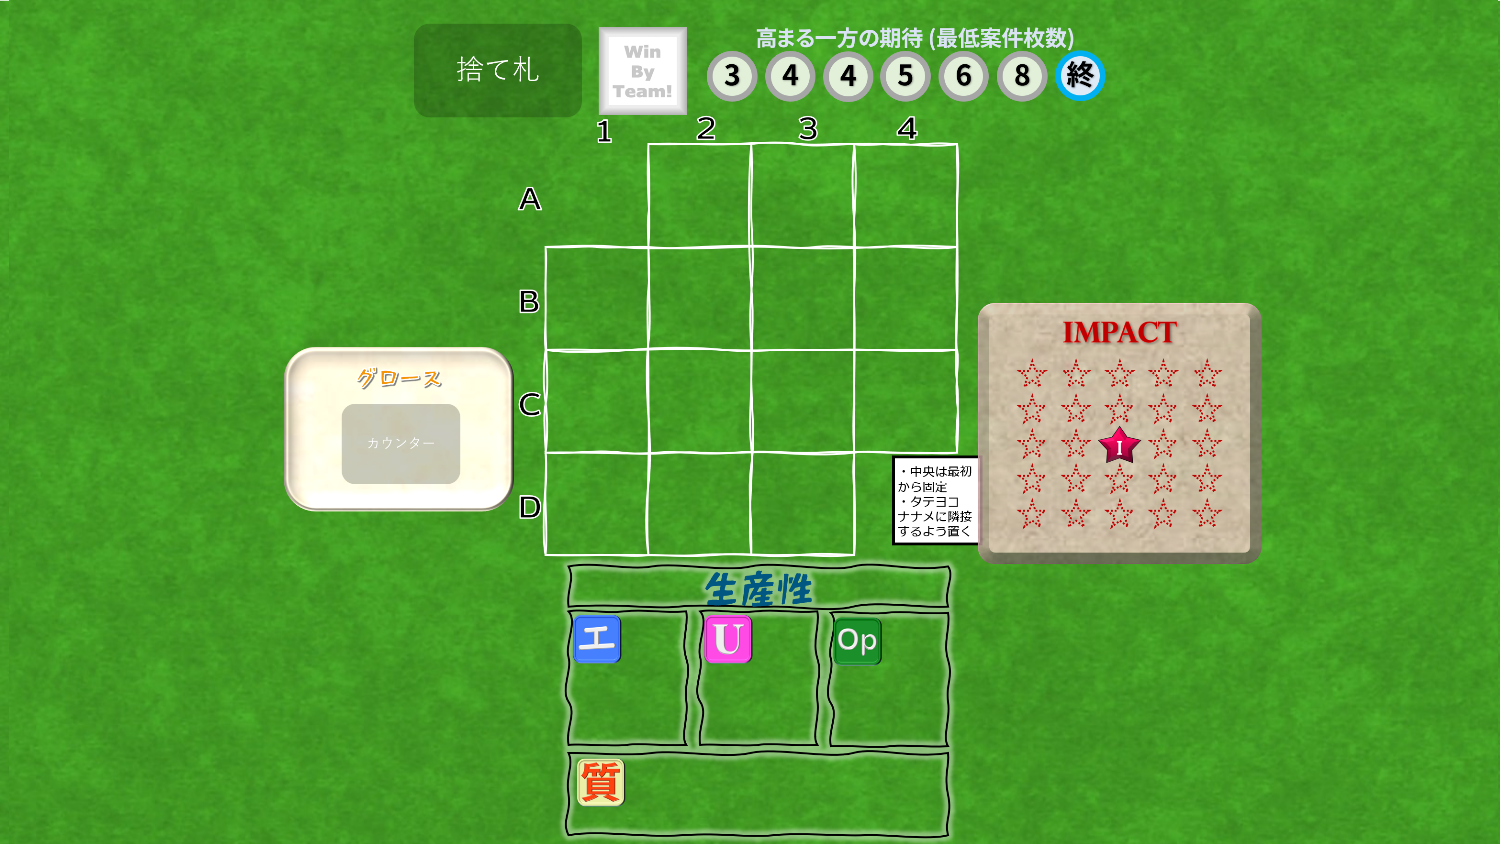 捨て札
Win
By
Team!
高まる一方の期待 (最低案件枚数)
3 4 4 5 6 8 終
1 2 3 4
A
B
C
D
グロース
カウンター
IMPACT
I
・中央は最初
から固定
・タテヨコ
ナナメに隣接
するよう置く
生産性
エ U Op
質